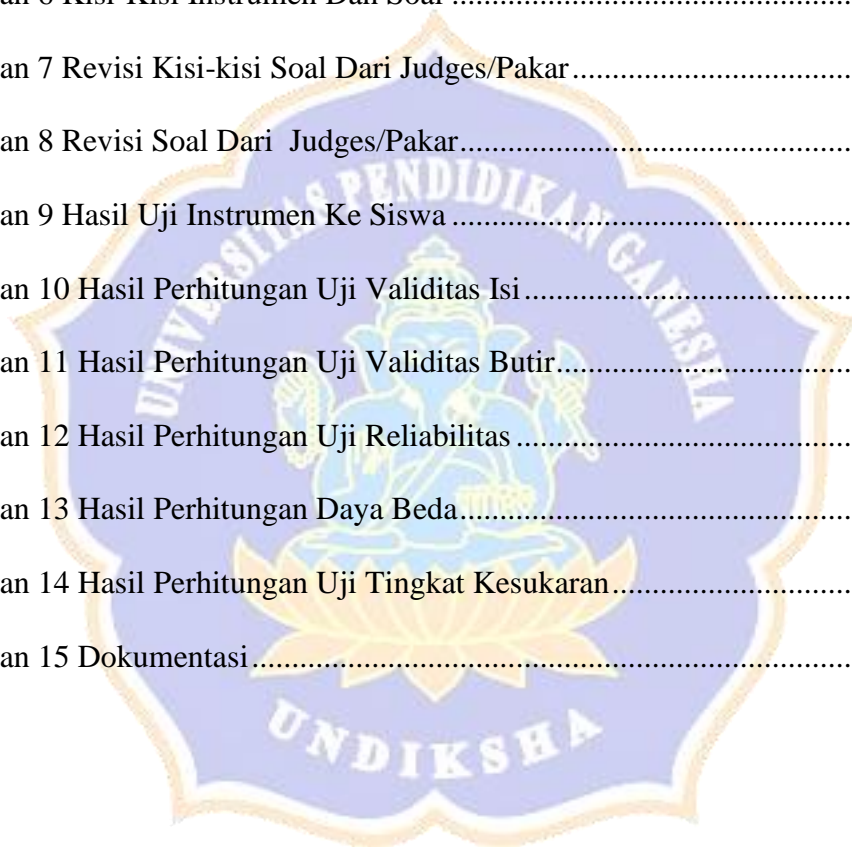 an 6 Kisi-Kisi Instrumen Dan Soal ....................................................
an 7 Revisi Kisi-kisi Soal Dari Judges/Pakar ....................................
an 8 Revisi Soal Dari Judges/Pakar....................................................
an 9 Hasil Uji Instrumen Ke Siswa ....................................................
an 10 Hasil Perhitungan Uji Validitas Isi ..........................................
an 11 Hasil Perhitungan Uji Validitas Butir......................................
an 12 Hasil Perhitungan Uji Reliabilitas ...........................................
an 13 Hasil Perhitungan Daya Beda..................................................
an 14 Hasil Perhitungan Uji Tingkat Kesukaran ...............................
an 15 Dokumentasi .............................................................................
UNIVERSITAS PENDIDIKAN GANESHA
UNDIKSHA